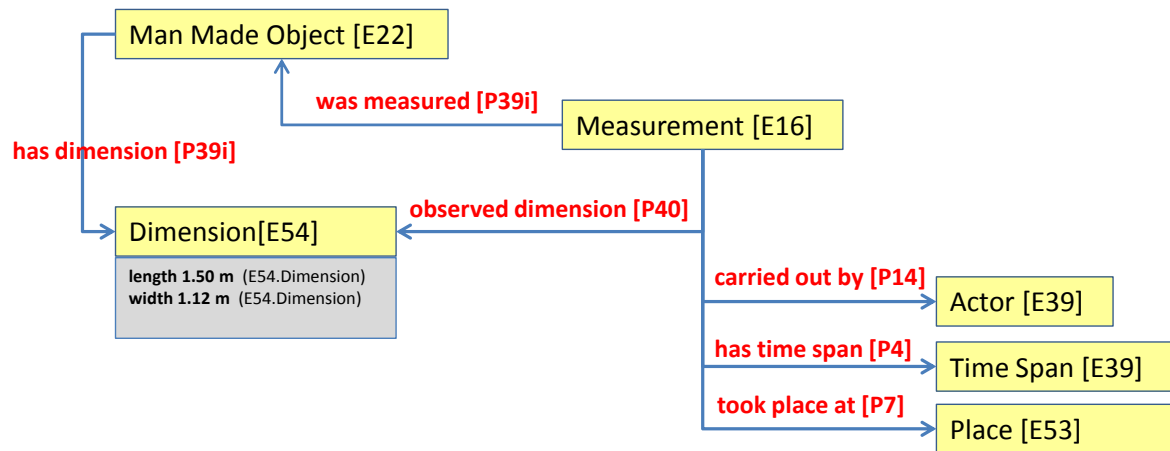 Man Made Object [E22]
was measured [P39i]
Measurement [E16]
has dimension [P39i]
observed dimension [P40]
Dimension[E54]
length 1.50 m (E54.Dimension)
width 1.12 m (E54.Dimension)
carried out by [P14]
Actor [E39]
has time span [P4]
Time Span [E39]
took place at [P7]
Place [E53]